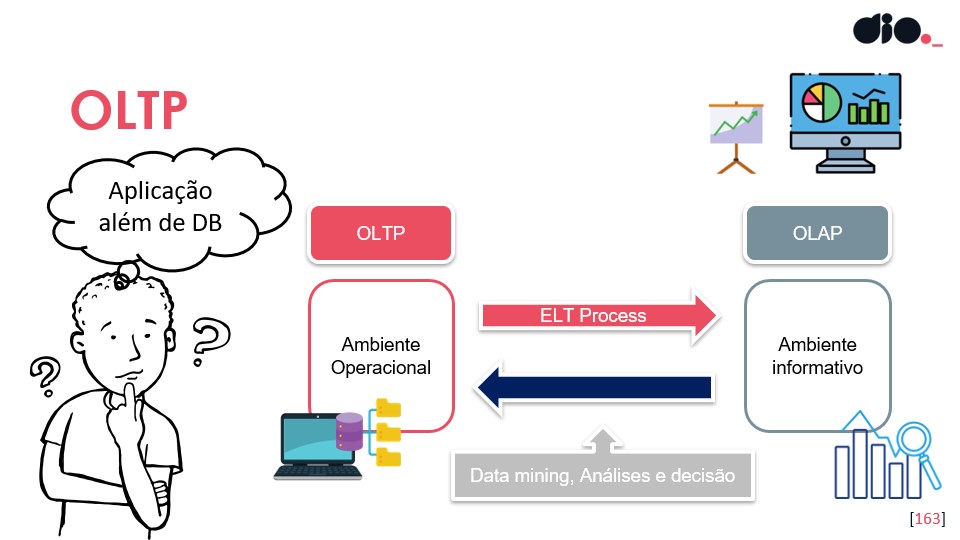 dio._
OLTP
Aplicação
além de DB
OLTP
OLAP
ELT Process
Ambiente
Operacional
Ambiente
informativo
Data mining, Análises e decisão
[163]